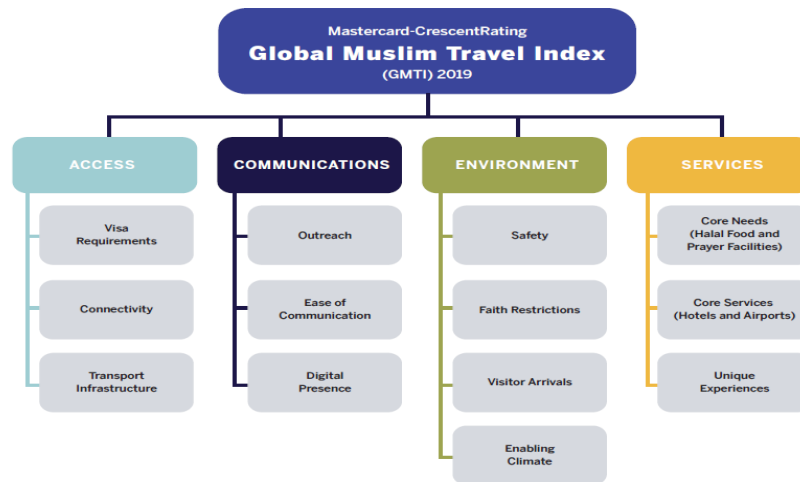 Mastercard-CrescentRating
Global Muslim Travel Index
(GMTI) 2019
ACCESS
Visa
Requirements
Connectivity
Transport
Infrastructure
COMMUNICATIONS
Outreach
Ease of
Communication
Digital
Presence
ENVIRONMENT
Safety
Faith Restrictions
Visitor Arrivals
Enabling
Climate
SERVICES
Core Needs
(Halal Food and
Prayer Facilities)
Core Services
(Hotels and Airports)
Unique
Experiences